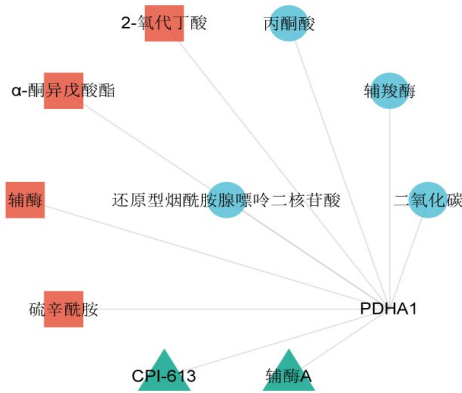 2-氧代丁酸
丙酮酸
α-酮异戊酸酯
辅羧酶
辅酶
还原型烟酰胺腺嘌呤二核苷酸
二氧化碳
硫辛酰胺
PDHA1
CPI-613
辅酶A